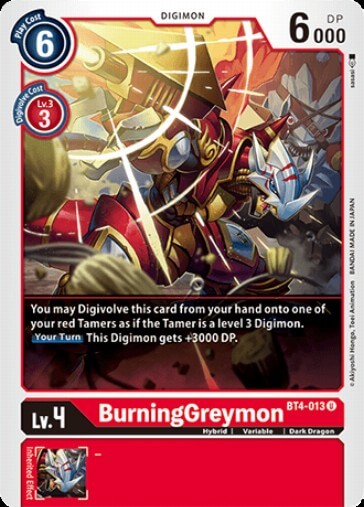 Play Cost
6
DIGIMON
DP
6000
Digivolve Cost
Lv.3
3
sasasi
You may Digivolve this card from your hand onto one of
your red Tamers as if the Tamer is a level 3 Digimon.
Your Turn This Digimon gets +3000 DP.
© Akiyoshi Hongo, Toei Animation BANDAI MADE IN JAPAN
Lv.4
BurningGreymon
BT4-013 U
Hybrid | Variable | Dark Dragon
Inherited Effect
-